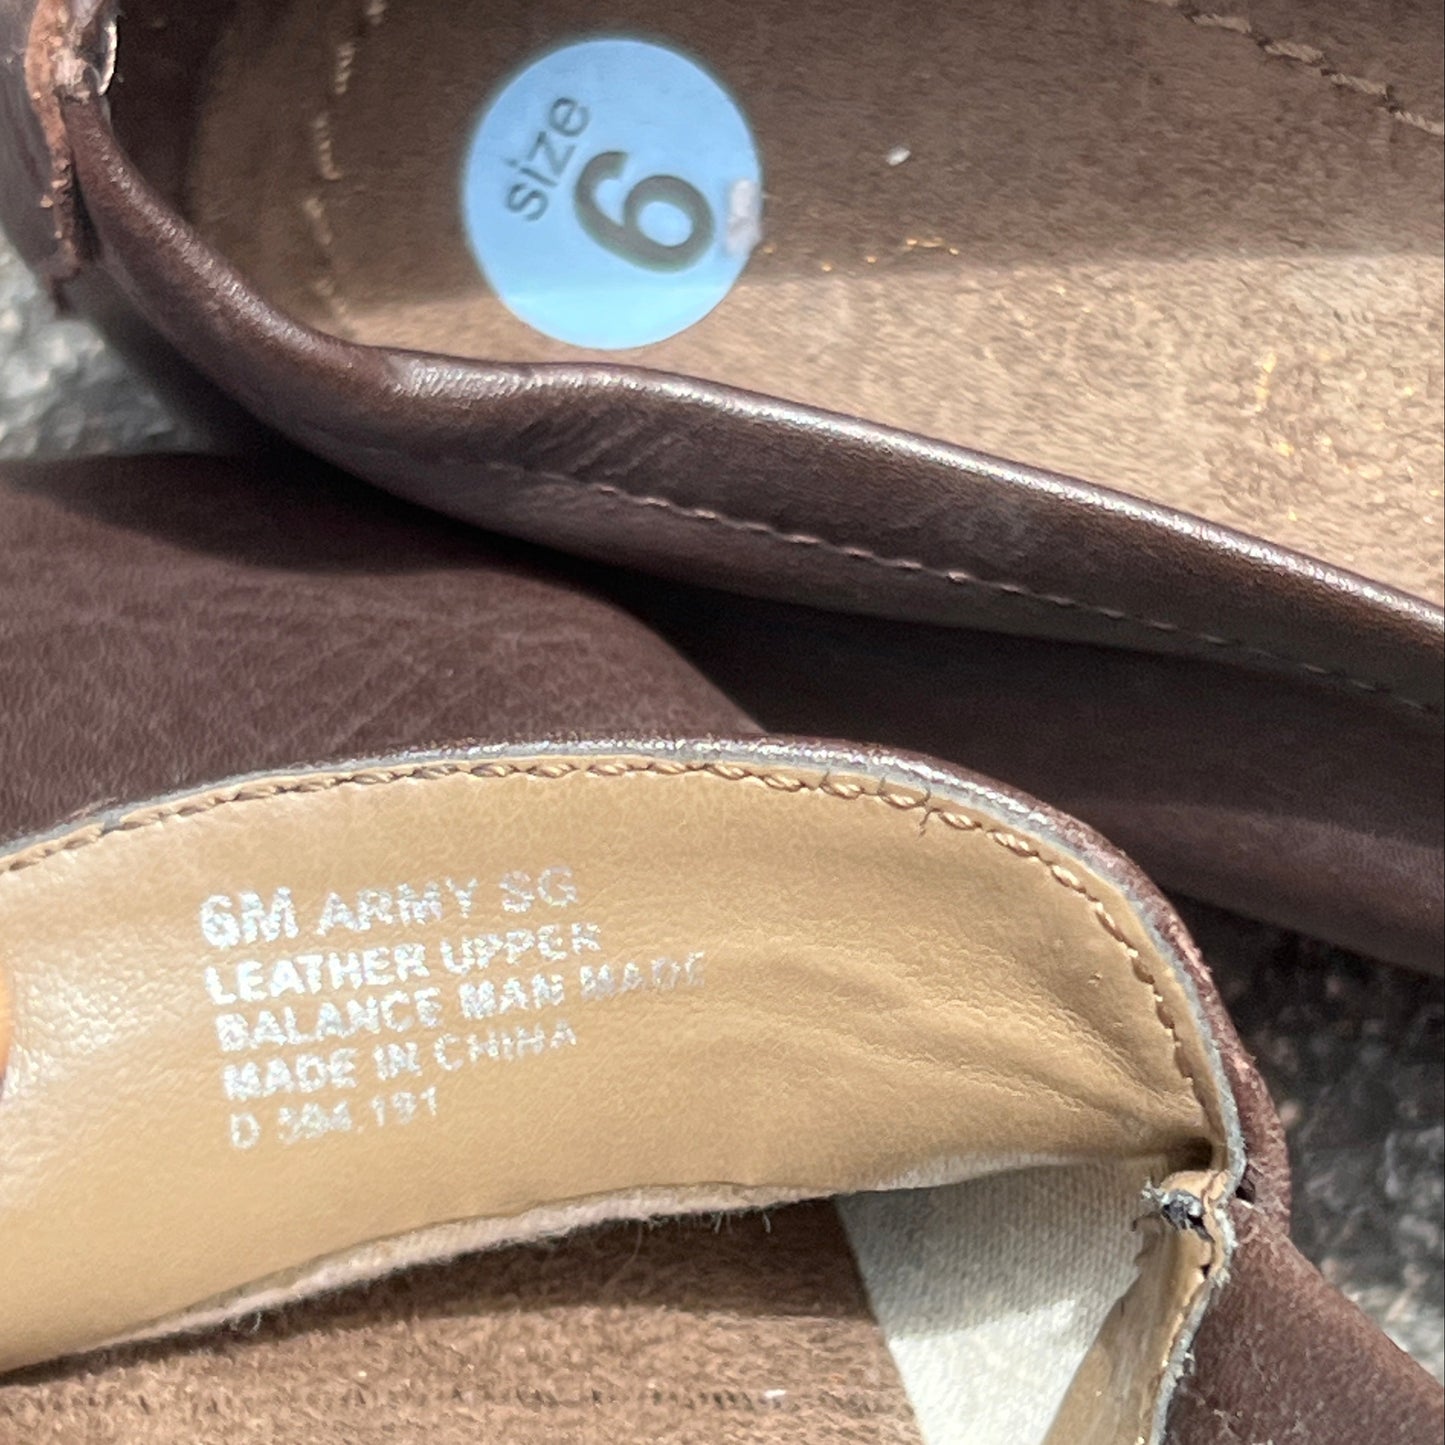 size
6
6M ARMY SG
LEATHER UPPER
BALANCE MAN MADE
MADE IN CHINA
D